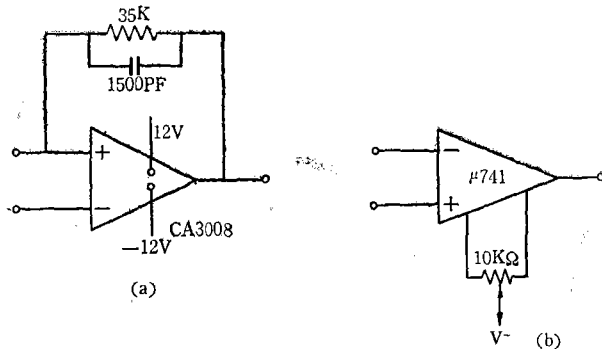 35K
1500PF
12V
+
−
−12V
CA3008
(a)
−
+
μ741
10KΩ
V⁻
(b)